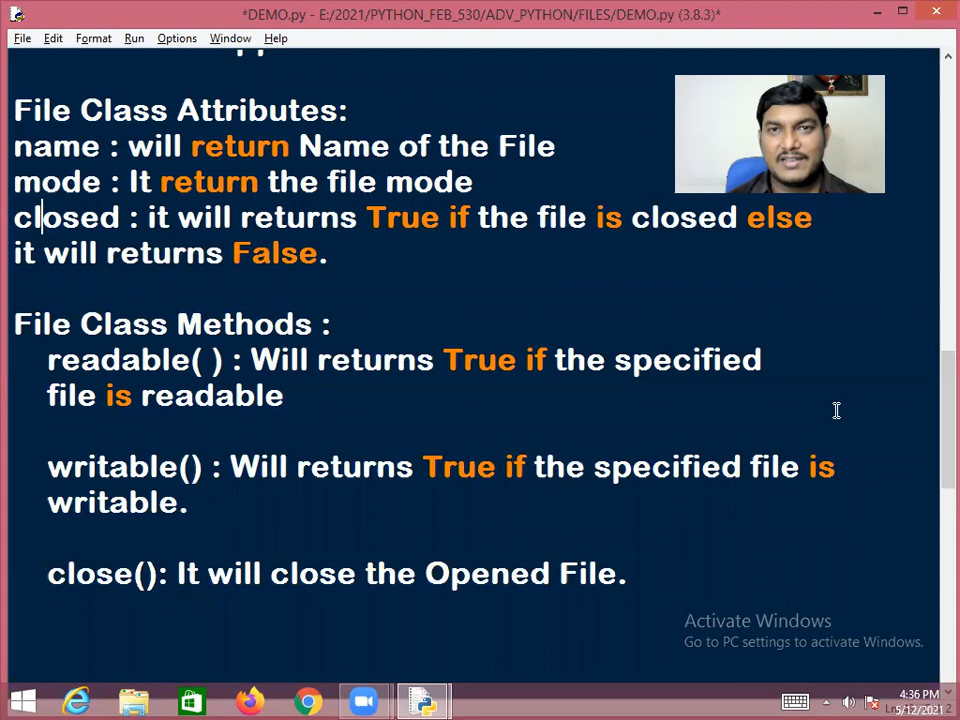 *DEMO.py - E:/2021/PYTHON_FEB_530/ADV_PYTHON/FILES/DEMO.py (3.8.3)*
File Edit Format Run Options Window Help
File Class Attributes:
name : will return Name of the File
mode : It return the file mode
closed : it will returns True if the file is closed else
it will returns False.
File Class Methods :
readable( ) : Will returns True if the specified
file is readable
writable() : Will returns True if the specified file is
writable.
close(): It will close the Opened File.
Activate Windows
Go to PC settings to activate Windows.
4:36 PM
5/12/2021